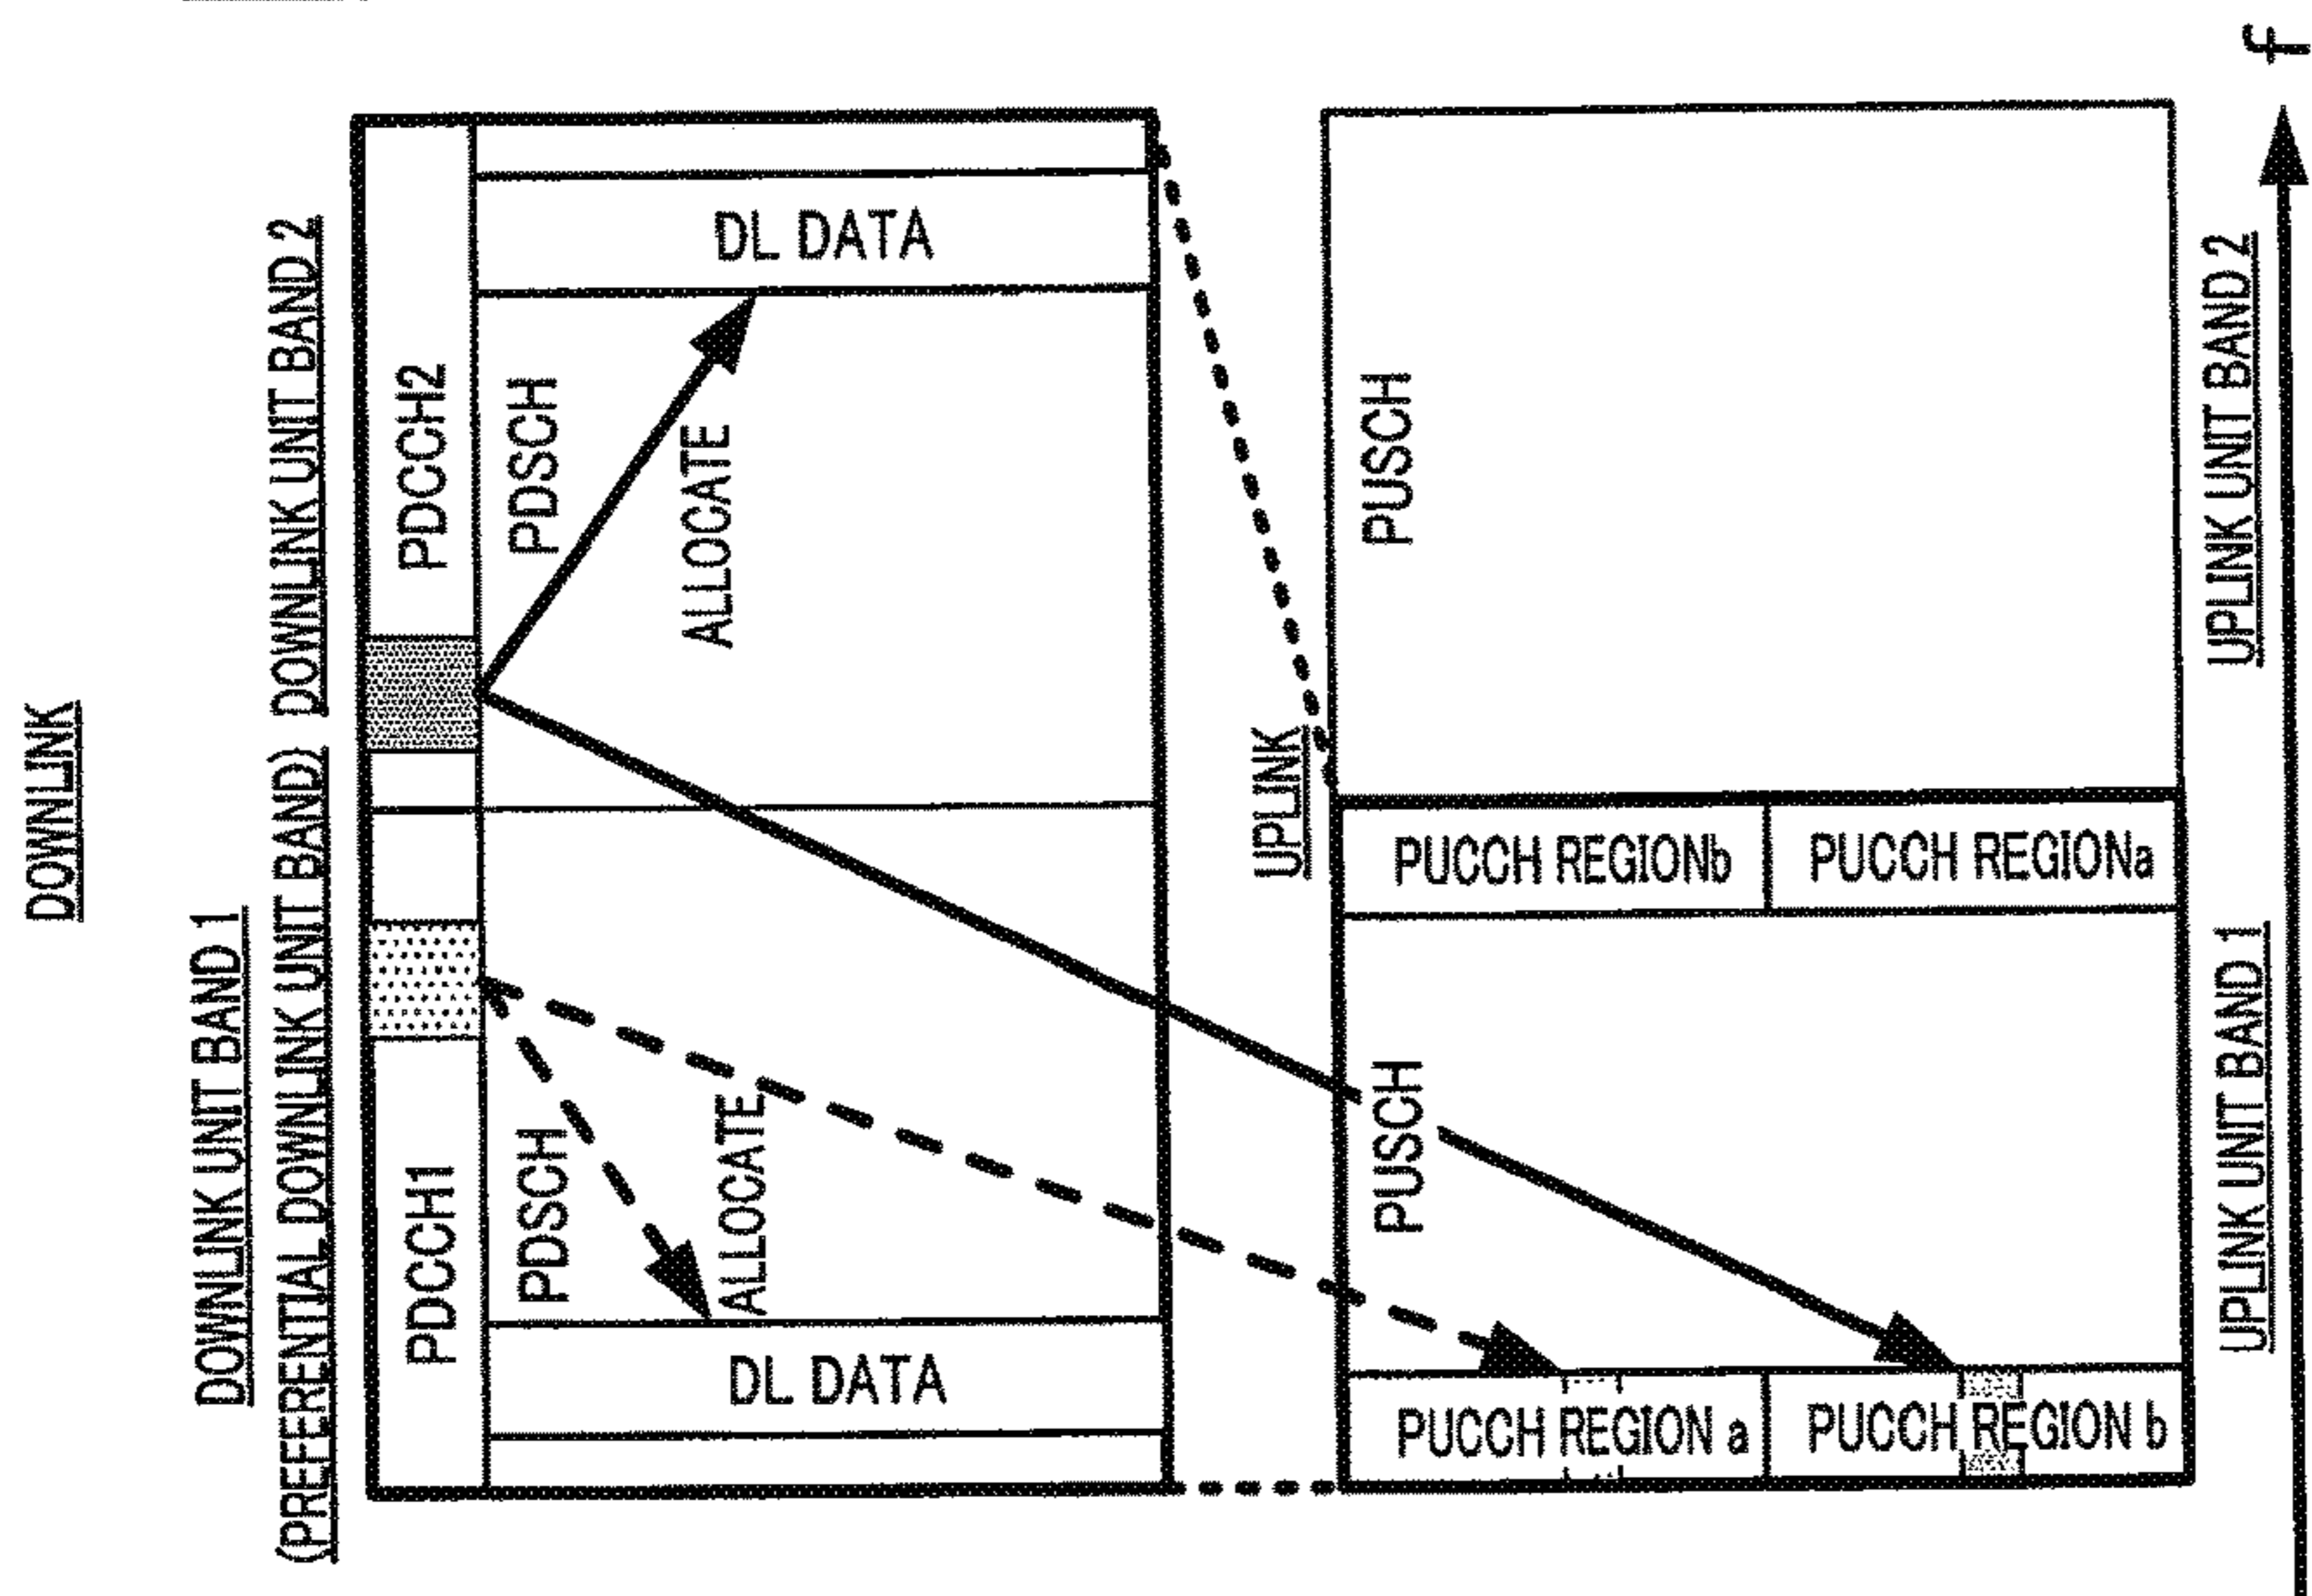 DOWNLINK
DOWNLINK UNIT BAND 1
(PREFERENTIAL DOWNLINK UNIT BAND)
DOWNLINK UNIT BAND 2
PDCCH1
PDCCH2
PDSCH
PDSCH
ALLOCATE
ALLOCATE
DL DATA
DL DATA
UPLINK
PUSCH
PUSCH
PUCCH REGION a
PUCCH REGION b
PUCCH REGIONb
PUCCH REGIONa
UPLINK UNIT BAND 1
UPLINK UNIT BAND 2
f